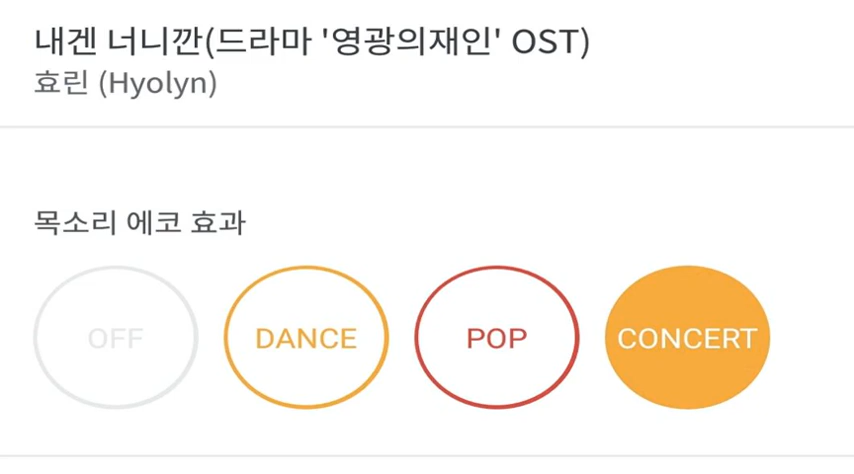 내겐 너니깐(드라마 '영광의재인' OST)
효린 (Hyolyn)
목소리 에코 효과
OFF DANCE POP CONCERT